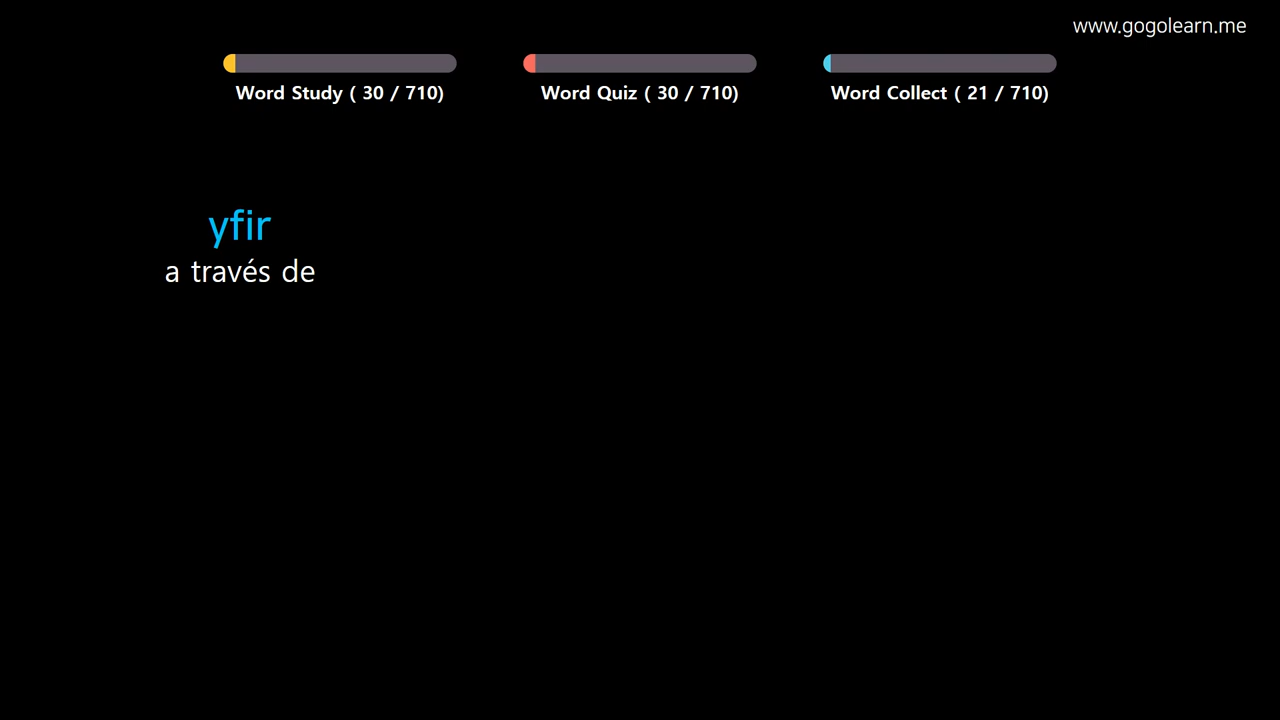 www.gogolearn.me
Word Study ( 30 / 710)
Word Quiz ( 30 / 710)
Word Collect ( 21 / 710)
yfir
a través de